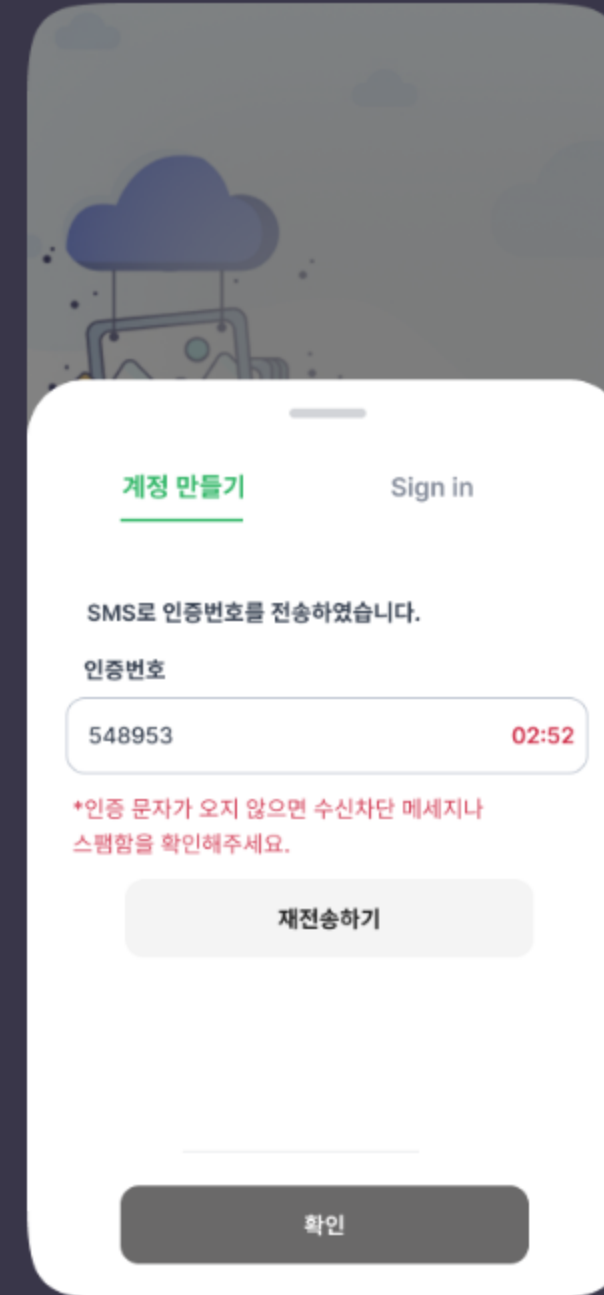 계정 만들기
Sign in
SMS로 인증번호를 전송하였습니다.
인증번호
548953
02:52
*인증 문자가 오지 않으면 수신차단 메세지나
스팸함을 확인해주세요.
재전송하기
확인